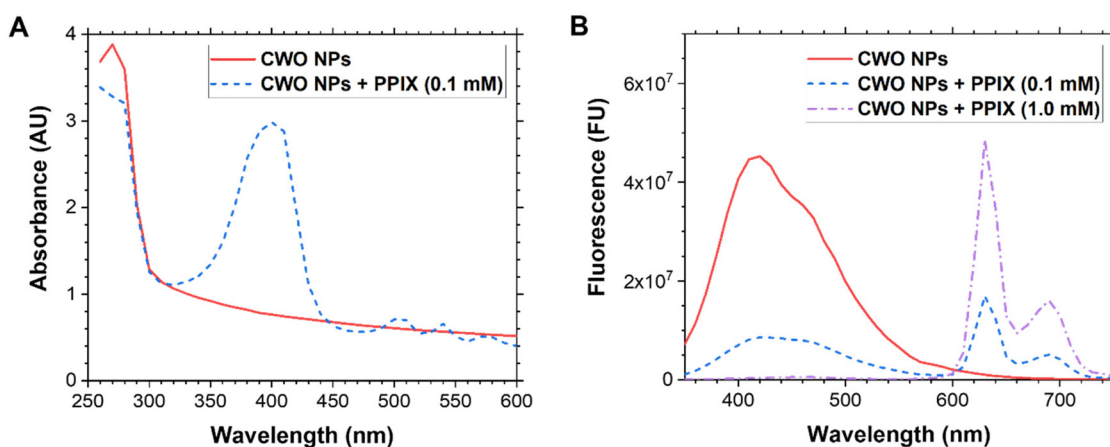 A
CWO NPs
CWO NPs + PPIX (0.1 mM)
Absorbance (AU)
4
3
2
1
0
250 300 350 400 450 500 550 600
Wavelength (nm)
B
CWO NPs
CWO NPs + PPIX (0.1 mM)
CWO NPs + PPIX (1.0 mM)
Fluorescence (FU)
6x10⁷
4x10⁷
2x10⁷
0
400 500 600 700
Wavelength (nm)